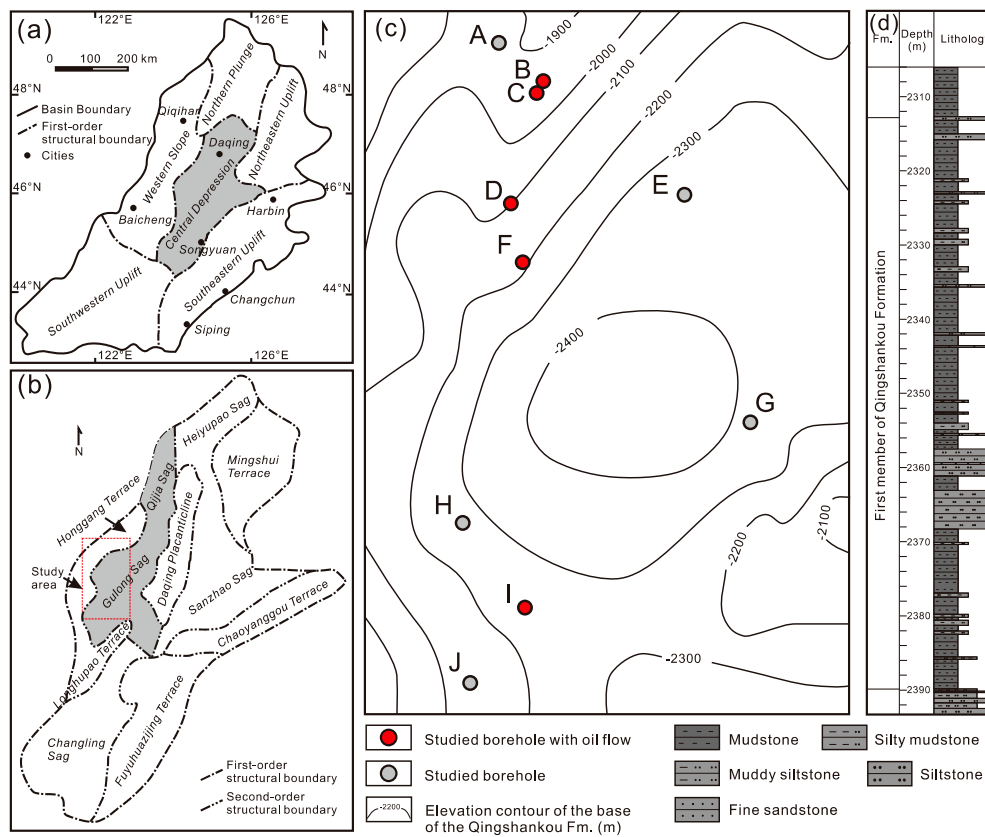 (a)
122°E
126°E
N
0 100 200 km
48°N
46°N
44°N
Basin Boundary
First-order
structural boundary
Cities
Qiqihar
Northern Plunge
Northeastern Uplift
Western Slope
Daqing
Central Depression
Baicheng
Harbin
Songyuan
Southeastern Uplift
Southwestern Uplift
Changchun
Siping
122°E
126°E
(b)
N
Heiyupao Sag
Mingshui
Terrace
Qijia Sag
Honggang Terrace
Daqing Placanticline
Study
area
Gulong Sag
Sanzhao Sag
Chaoyanggou Terrace
Longhupao Terrace
Fuyuhuazijing Terrace
Changling
Sag
First-order
structural boundary
Second-order
structural boundary
(c)
A
-1900
B
C
-2000
-2100
-2200
-2300
D
E
F
-2400
G
H
-2100
-2200
I
J
-2300
Studied borehole with oil flow
Studied borehole
-2200
Elevation contour of the base
of the Qingshankou Fm. (m)
Mudstone
Silty mudstone
Muddy siltstone
Siltstone
Fine sandstone
(d)
Fm.
Depth
(m)
Litholog
First member of Qingshankou Formation
2310
2320
2330
2340
2350
2360
2370
2380
2390